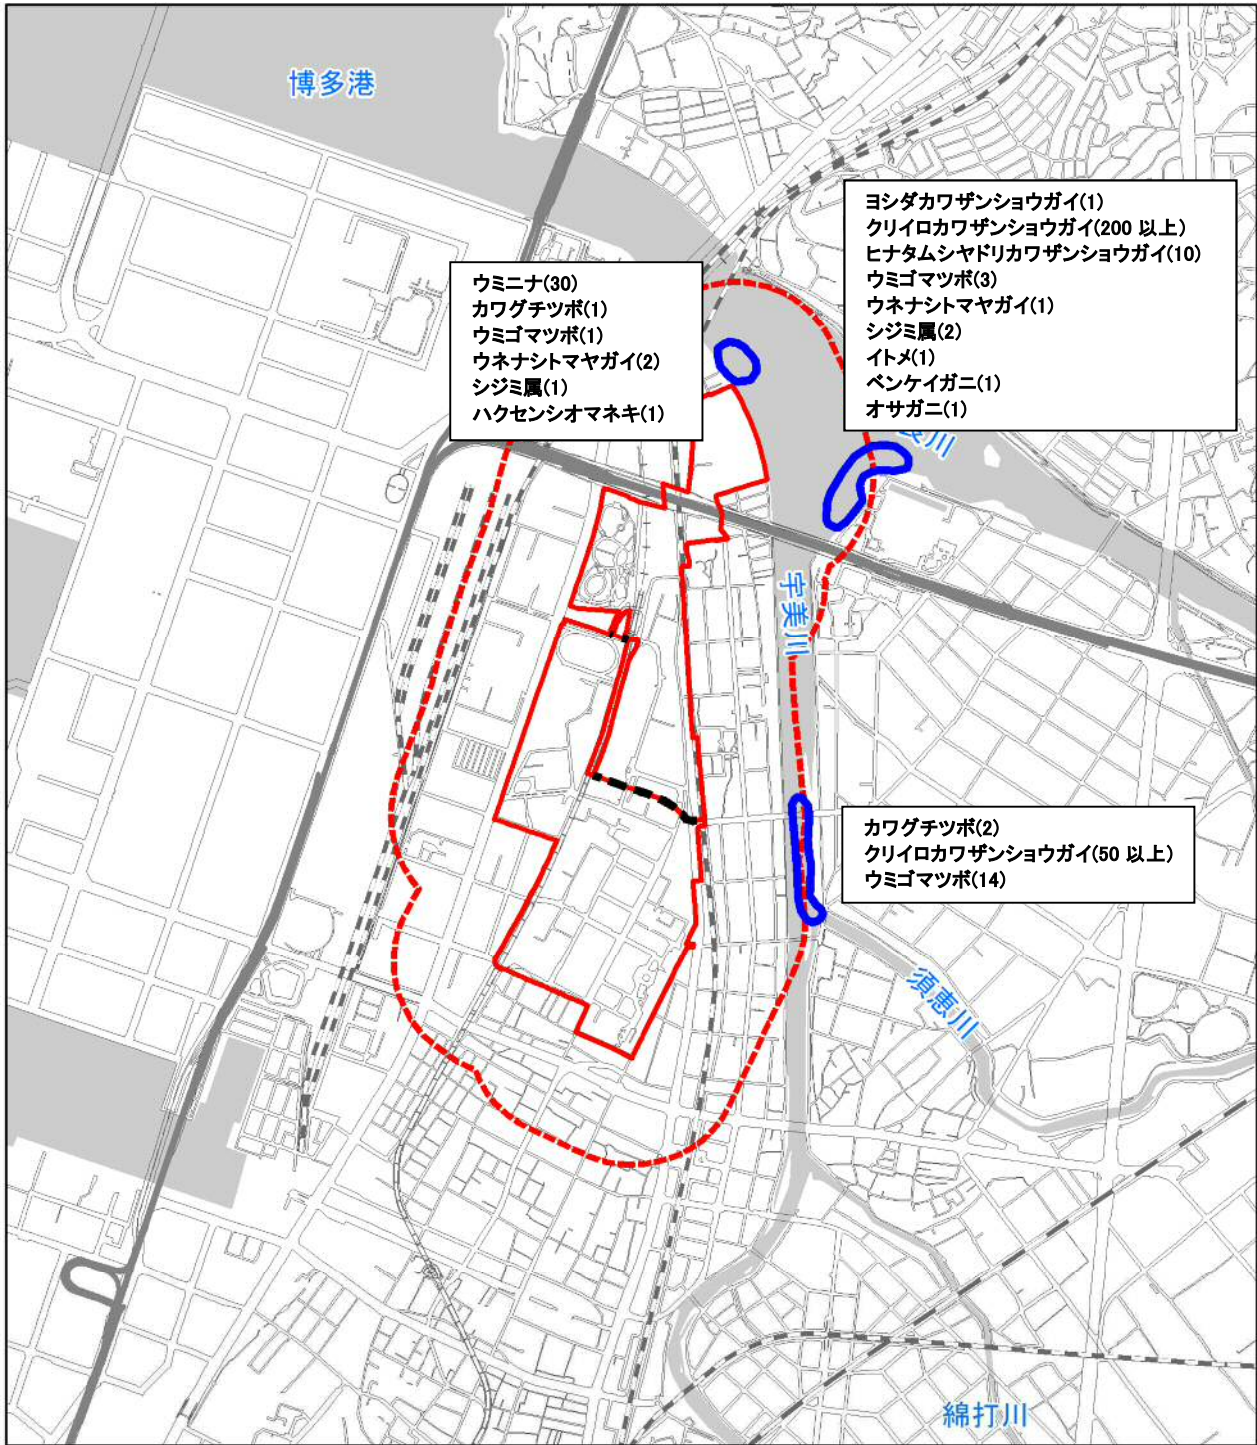 博多港
ヨシダカワザンショウガイ(1)
クリイロカワザンショウガイ(200 以上)
ヒナタムシヤドリカワザンショウガイ(10)
ウミゴマツボ(3)
ウネナシトマヤガイ(1)
シジミ属(2)
イトメ(1)
ベンケイガニ(1)
オサガニ(1)
ウミニナ(30)
カワグチツボ(1)
ウミゴマツボ(1)
ウネナシトマヤガイ(2)
シジミ属(1)
ハクセンシオマネキ(1)
川
宇美川
カワグチツボ(2)
クリイロカワザンショウガイ(50 以上)
ウミゴマツボ(14)
須恵川
綿打川